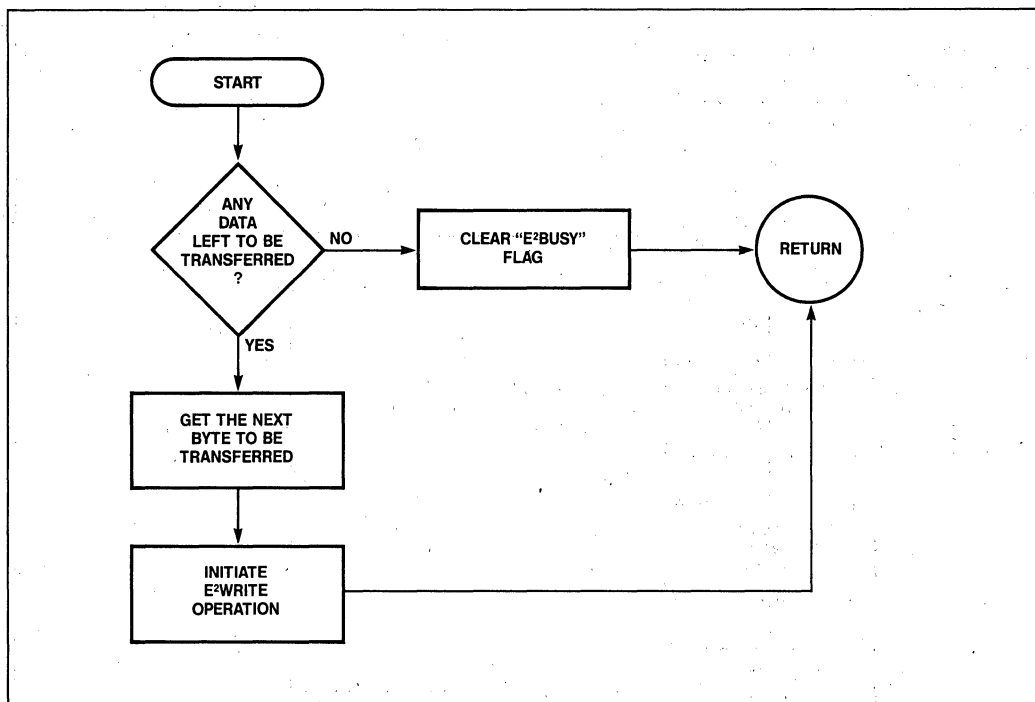 START
ANY
DATA
LEFT TO BE
TRANSFERRED
?
NO
CLEAR "E²BUSY"
FLAG
RETURN
YES
GET THE NEXT
BYTE TO BE
TRANSFERRED
INITIATE
E²WRITE
OPERATION